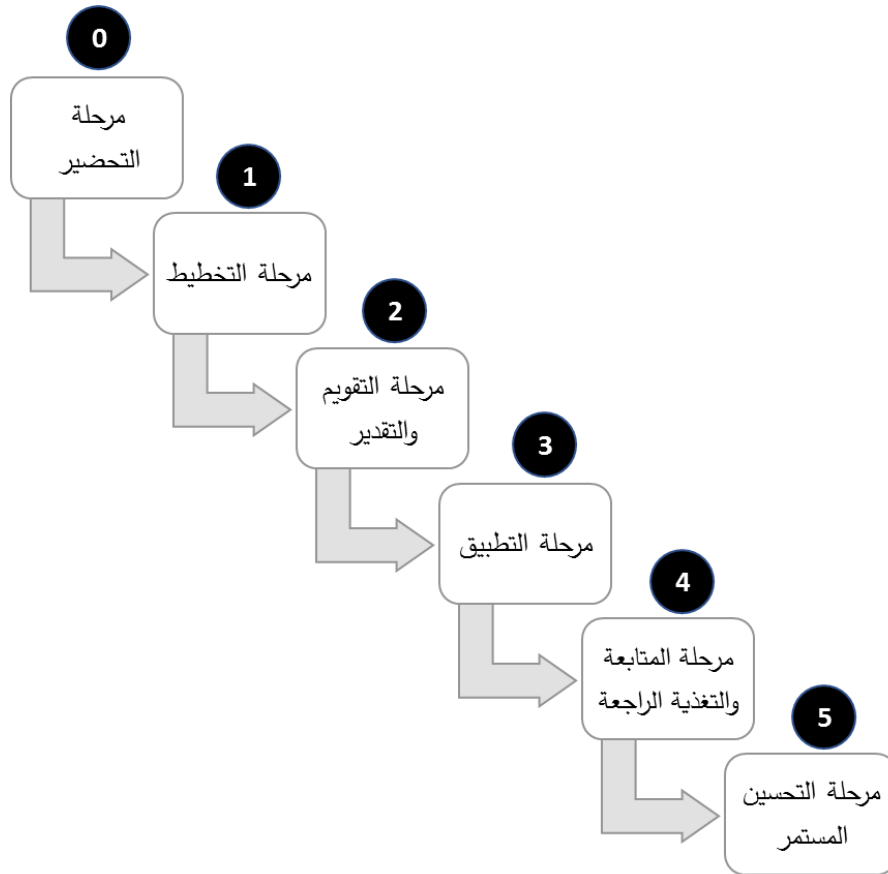 0
مرحلة
التحضير
1
مرحلة التخطيط
2
مرحلة التقويم
والتقدير
3
مرحلة التطبيق
4
مرحلة المتابعة
والتغذية الراجعة
5
مرحلة التحسين
المستمر